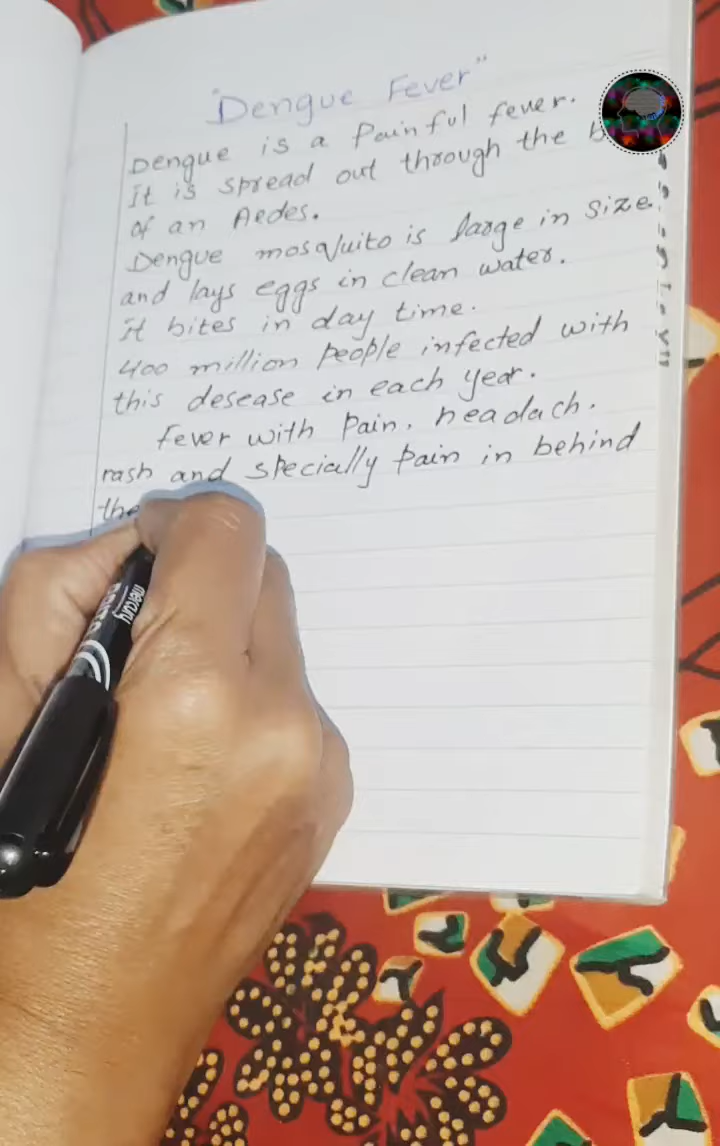 "Dengue Fever"
Dengue is a Painful fever.
It is spread out through the
of an Aedes.
Dengue mosquito is large in size.
and lays eggs in clean water.
it bites in day time.
400 million people infected with
this desease in each year.
fever with pain. headach.
rash and specially pain in behind
the
mercury